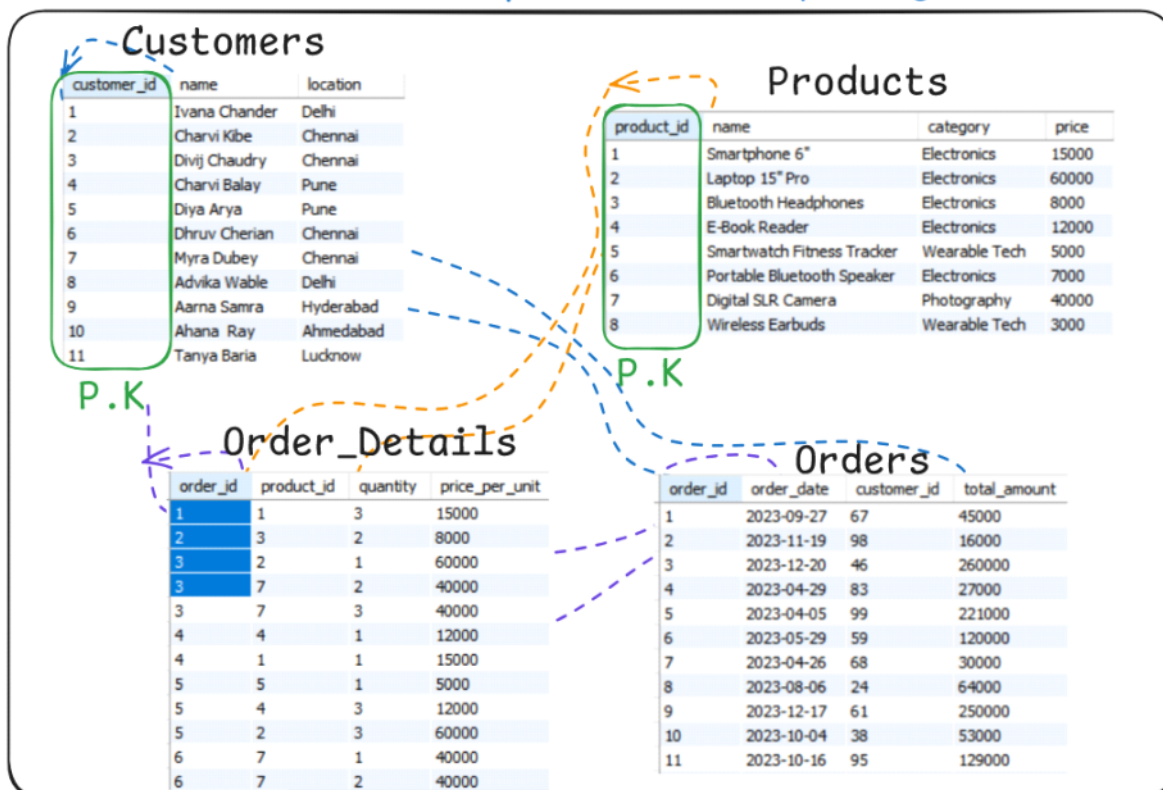 Customers
customer_id name location
1 Ivana Chander Delhi
2 Charvi Kibe Chennai
3 Divij Chaudry Chennai
4 Charvi Balay Pune
5 Diya Arya Pune
6 Dhruv Cherian Chennai
7 Myra Dubey Chennai
8 Advika Wable Delhi
9 Aarna Samra Hyderabad
10 Ahana Ray Ahmedabad
11 Tanya Baria Lucknow
P.K
Products
product_id name category price
1 Smartphone 6" Electronics 15000
2 Laptop 15" Pro Electronics 60000
3 Bluetooth Headphones Electronics 8000
4 E-Book Reader Electronics 12000
5 Smartwatch Fitness Tracker Wearable Tech 5000
6 Portable Bluetooth Speaker Electronics 7000
7 Digital SLR Camera Photography 40000
8 Wireless Earbuds Wearable Tech 3000
P.K
Order_Details
order_id product_id quantity price_per_unit
1 1 3 15000
2 3 2 8000
3 2 1 60000
3 7 2 40000
3 7 3 40000
4 4 1 12000
4 1 1 15000
5 5 1 5000
5 4 3 12000
5 2 3 60000
6 7 1 40000
6 7 2 40000
Orders
order_id order_date customer_id total_amount
1 2023-09-27 67 45000
2 2023-11-19 98 16000
3 2023-12-20 46 260000
4 2023-04-29 83 27000
5 2023-04-05 99 221000
6 2023-05-29 59 120000
7 2023-04-26 68 30000
8 2023-08-06 24 64000
9 2023-12-17 61 250000
10 2023-10-04 38 53000
11 2023-10-16 95 129000